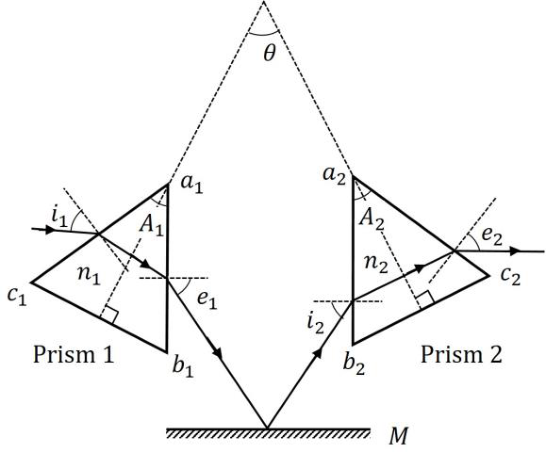 θ
a₁
a₂
i₁
A₁
A₂
e₂
n₁
n₂
c₁
e₁
i₂
c₂
b₁
b₂
Prism 1
Prism 2
M